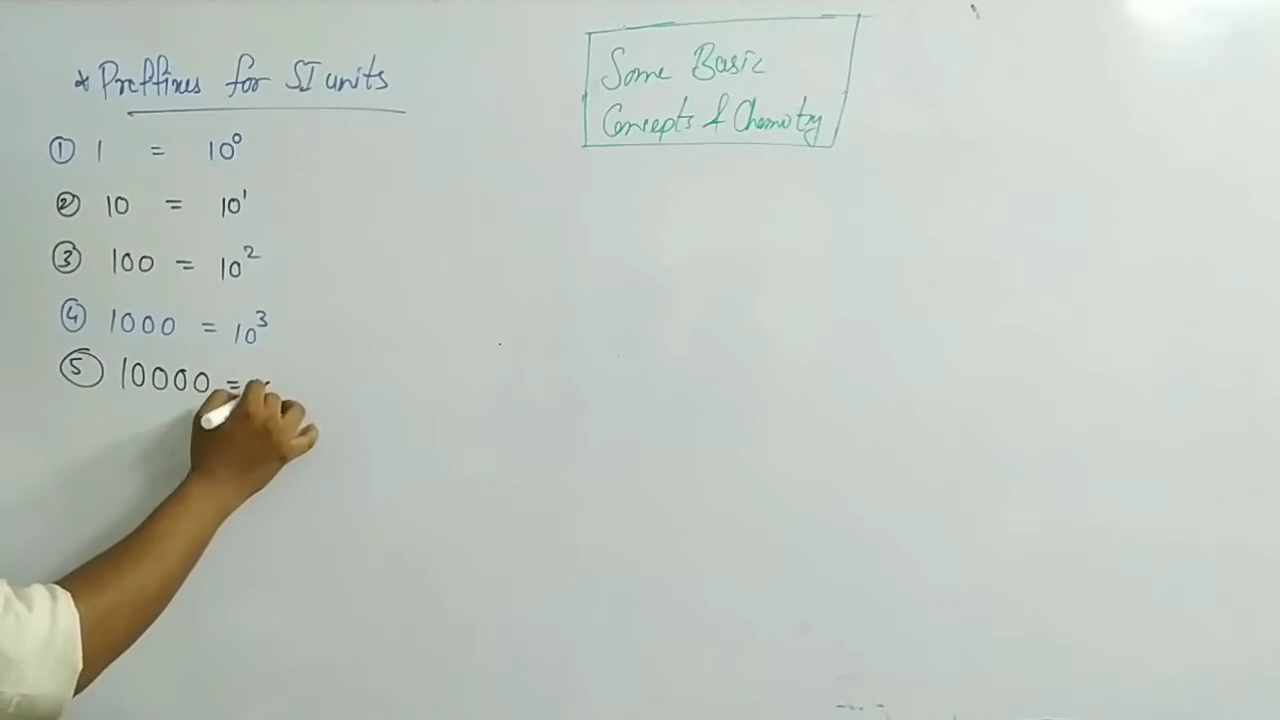 * Preffixes for SI units
① 1 = 10⁰
② 10 = 10¹
③ 100 = 10²
④ 1000 = 10³
⑤ 10000 =
Some Basic
Concepts of Chemistry